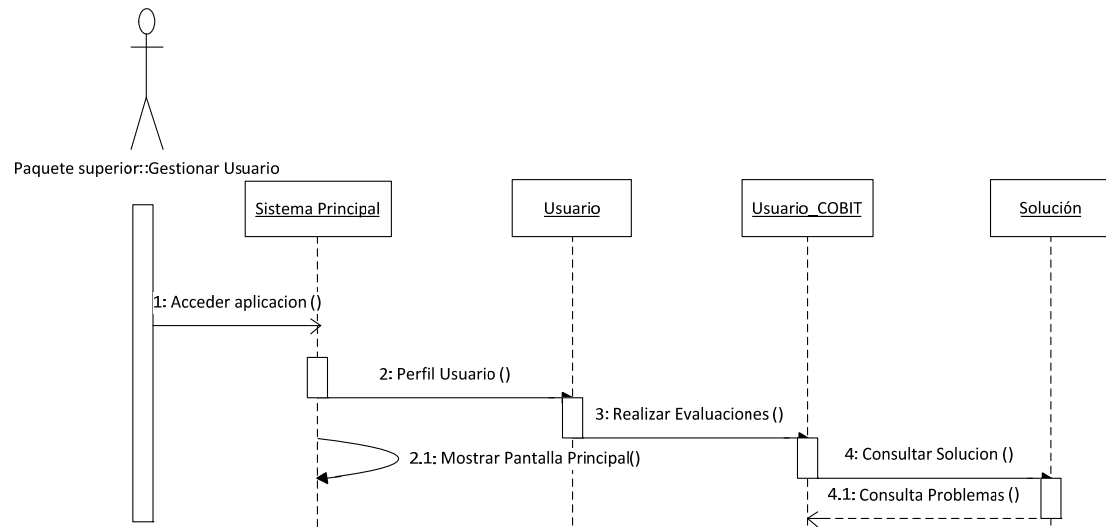 Paquete superior::Gestionar Usuario
Sistema Principal
Usuario
Usuario_COBIT
Solución
1: Acceder aplicacion ()
2: Perfil Usuario ()
3: Realizar Evaluaciones ()
2.1: Mostrar Pantalla Principal()
4: Consultar Solucion ()
4.1: Consulta Problemas ()